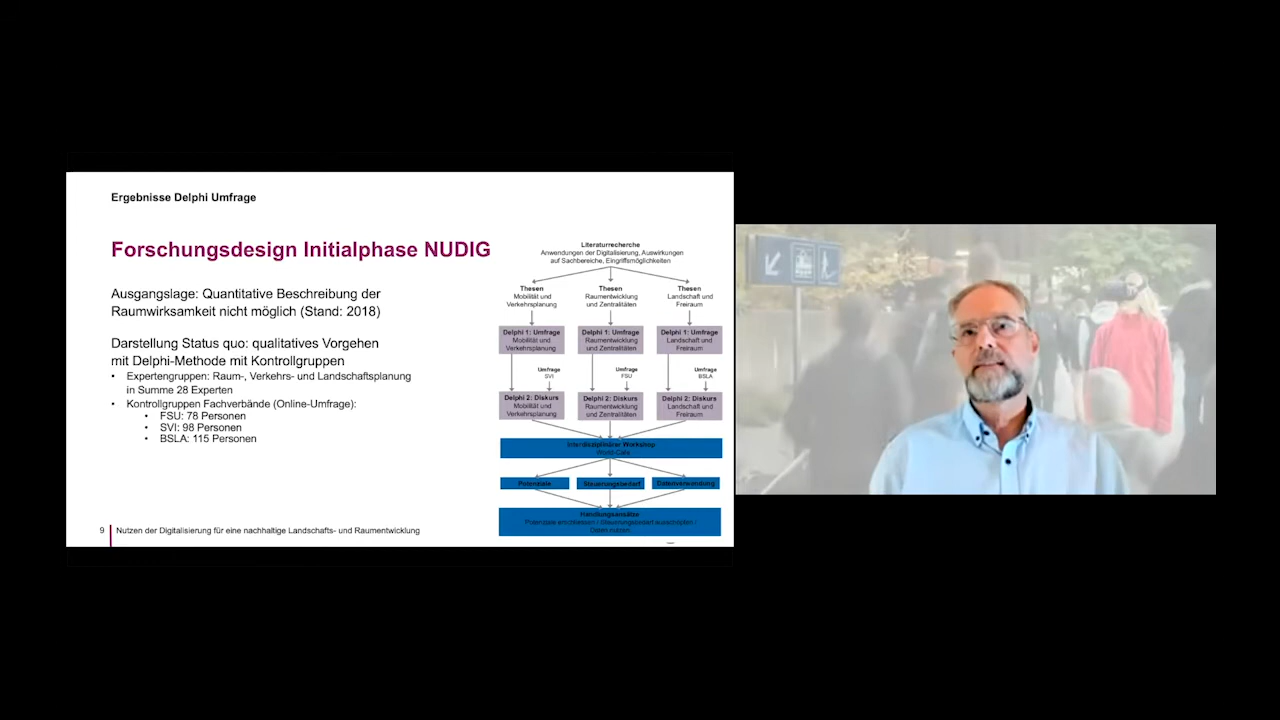 Ergebnisse Delphi Umfrage
Forschungsdesign Initialphase NUDIG
Ausgangslage: Quantitative Beschreibung der
Raumwirksamkeit nicht möglich (Stand: 2018)
Darstellung Status quo: qualitatives Vorgehen
mit Delphi-Methode mit Kontrollgruppen
• Expertengruppen: Raum-, Verkehrs- und Landschaftsplanung
in Summe 28 Experten
• Kontrollgruppen Fachverbände (Online-Umfrage):
• FSU: 78 Personen
• SVI: 98 Personen
• BSLA: 115 Personen
Literaturrecherche
Anwendungen der Digitalisierung, Auswirkungen
auf Sachbereiche, Eingriffsmöglichkeiten
Thesen
Mobilität und
Verkehrsplanung
Thesen
Raumentwicklung
und Zentralitäten
Thesen
Landschaft und
Freiraum
Delphi 1: Umfrage
Mobilität und
Verkehrsplanung
Delphi 1: Umfrage
Raumentwicklung
und Zentralitäten
Delphi 1: Umfrage
Landschaft und
Freiraum
Umfrage
SVI
Umfrage
FSU
Umfrage
BSLA
Delphi 2: Diskurs
Mobilität und
Verkehrsplanung
Delphi 2: Diskurs
Raumentwicklung
und Zentralitäten
Delphi 2: Diskurs
Landschaft und
Freiraum
Interdisziplinärer Workshop
World-Cafe
Potenziale
Steuerungsbedarf
Datenverwendung
Handlungsansätze
Potenziale erschliessen / Steuerungsbedarf ausschöpfen /
Daten nutzen
9 Nutzen der Digitalisierung für eine nachhaltige Landschafts- und Raumentwicklung